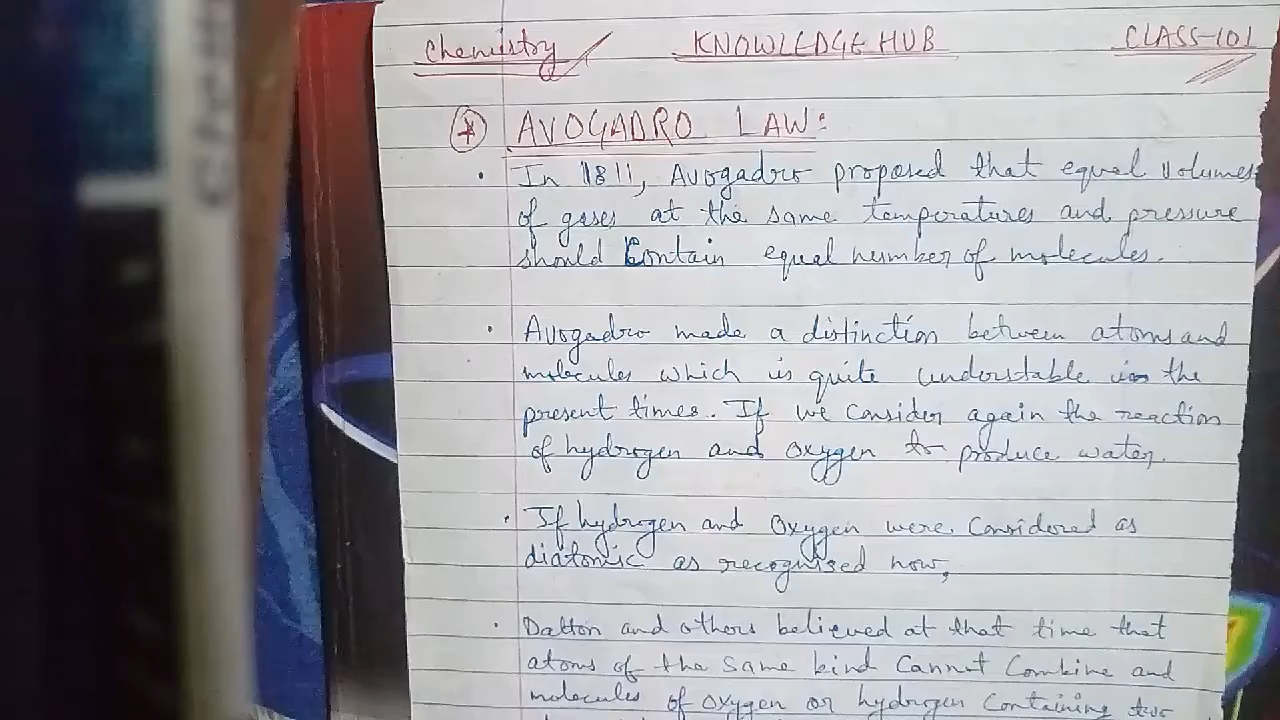 Chemistry KNOWLEDGE HUB CLASS-101
AVOGADRO LAW:
In 1811, Avogadro proposed that equal volumes
of gases at the same temperatures and pressure
should Contain equal number of molecules.
Avogadro made a distinction between atoms and
molecules which is quite understable in the
present times. If we consider again the reaction
of hydrogen and oxygen to produce water.
If hydrogen and Oxygen were Considered as
diatomic as recognised now,
Dalton and others believed at that time that
atoms of the same kind Cannot Combine and
molecules of oxygen or hydrogen Containing two